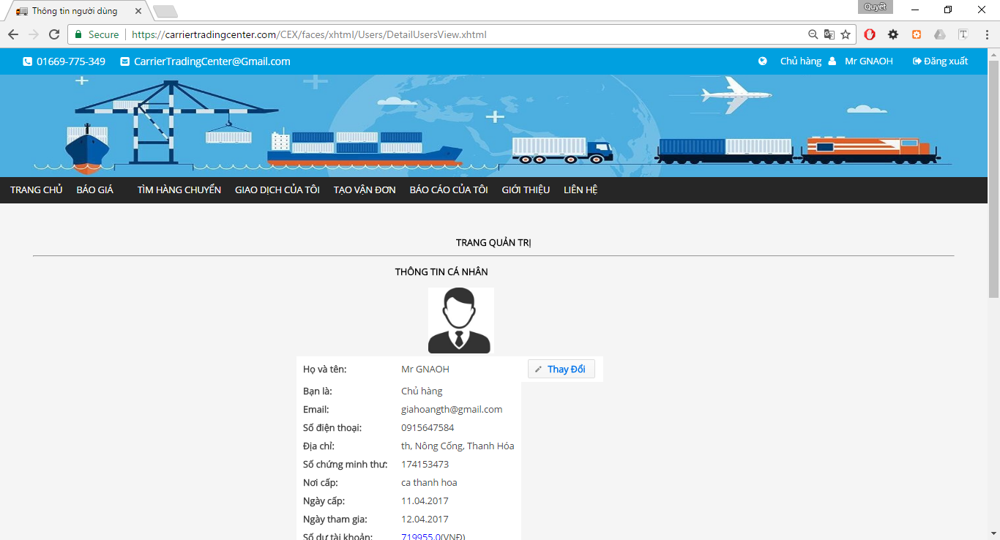 Thông tin người dùng
Quyết
Secure https://carriertradingcenter.com/CEX/faces/xhtml/Users/DetailUsersView.xhtml
01669-775-349 CarrierTradingCenter@Gmail.com Chủ hàng Mr GNAOH Đăng xuất
TRANG CHỦ BÁO GIÁ TÌM HÀNG CHUYẾN GIAO DỊCH CỦA TÔI TẠO VẬN ĐƠN BÁO CÁO CỦA TÔI GIỚI THIỆU LIÊN HỆ
TRANG QUẢN TRỊ
THÔNG TIN CÁ NHÂN
Họ và tên: Mr GNAOH Thay Đổi
Bạn là: Chủ hàng
Email: giahoangth@gmail.com
Số điện thoại: 0915647584
Địa chỉ: th, Nông Cống, Thanh Hóa
Số chứng minh thư: 174153473
Nơi cấp: ca thanh hoa
Ngày cấp: 11.04.2017
Ngày tham gia: 12.04.2017
Số dư tài khoản: 719955.0(VNĐ)